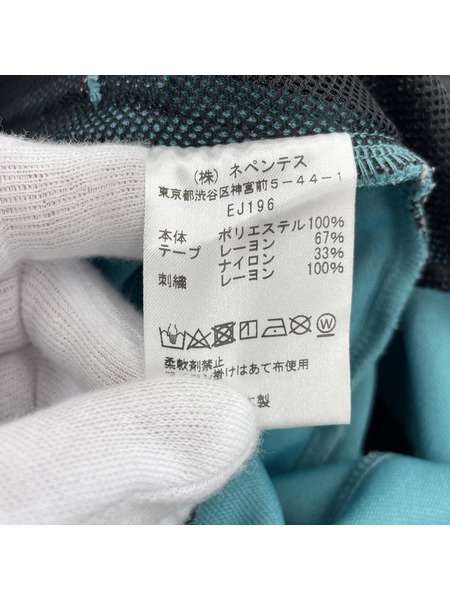 (株) ネペンテス
東京都渋谷区神宮前5-44-1
EJ196
本体 ポリエステル100%
テープ レーヨン 67%
ナイロン 33%
刺繍 レーヨン 100%
W
柔軟剤禁止
掛けはあて布使用
製